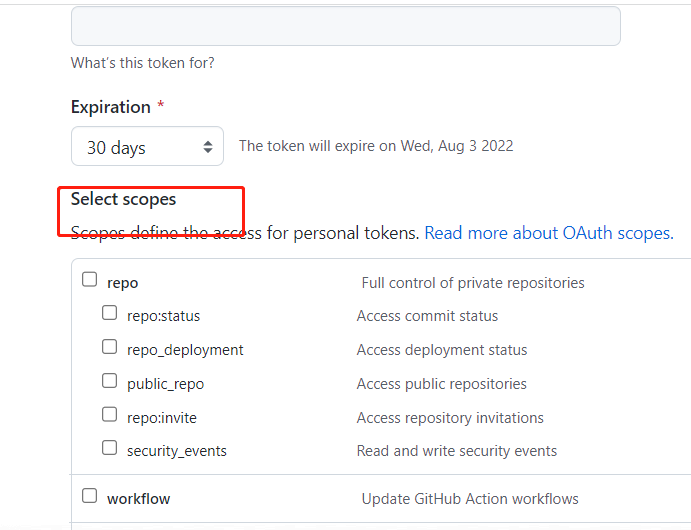 What's this token for?
Expiration *
30 days The token will expire on Wed, Aug 3 2022
Select scopes
Scopes define the access for personal tokens. Read more about OAuth scopes.
repo Full control of private repositories
repo:status Access commit status
repo_deployment Access deployment status
public_repo Access public repositories
repo:invite Access repository invitations
security_events Read and write security events
workflow Update GitHub Action workflows